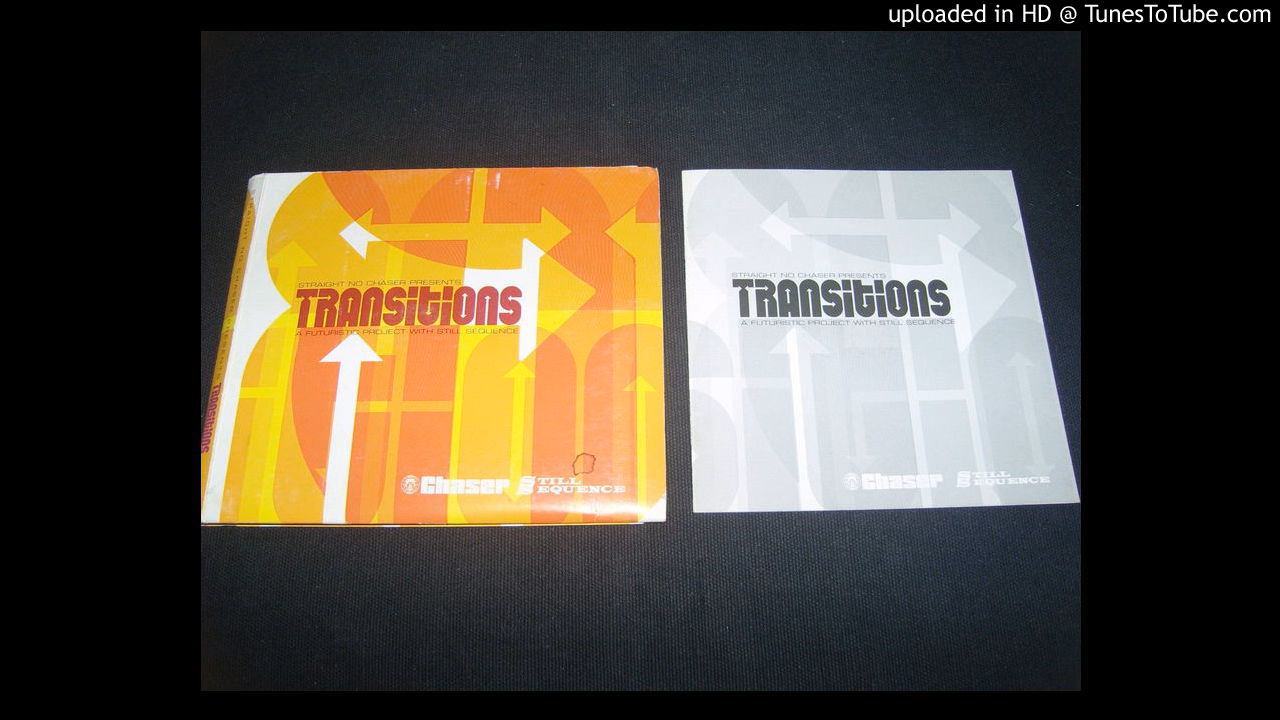 uploaded in HD @ TunesToTube.com
STRAIGHT NO CHASER PRESENTS
TRANSitiONS
A FUTURISTIC PROJECT WITH STILL SEQUENCE
TRANSitiONS
Chaser
STILL
SEQUENCE
STRAIGHT NO CHASER PRESENTS
TRANSitiONS
A FUTURISTIC PROJECT WITH STILL SEQUENCE
Chaser
STILL
SEQUENCE